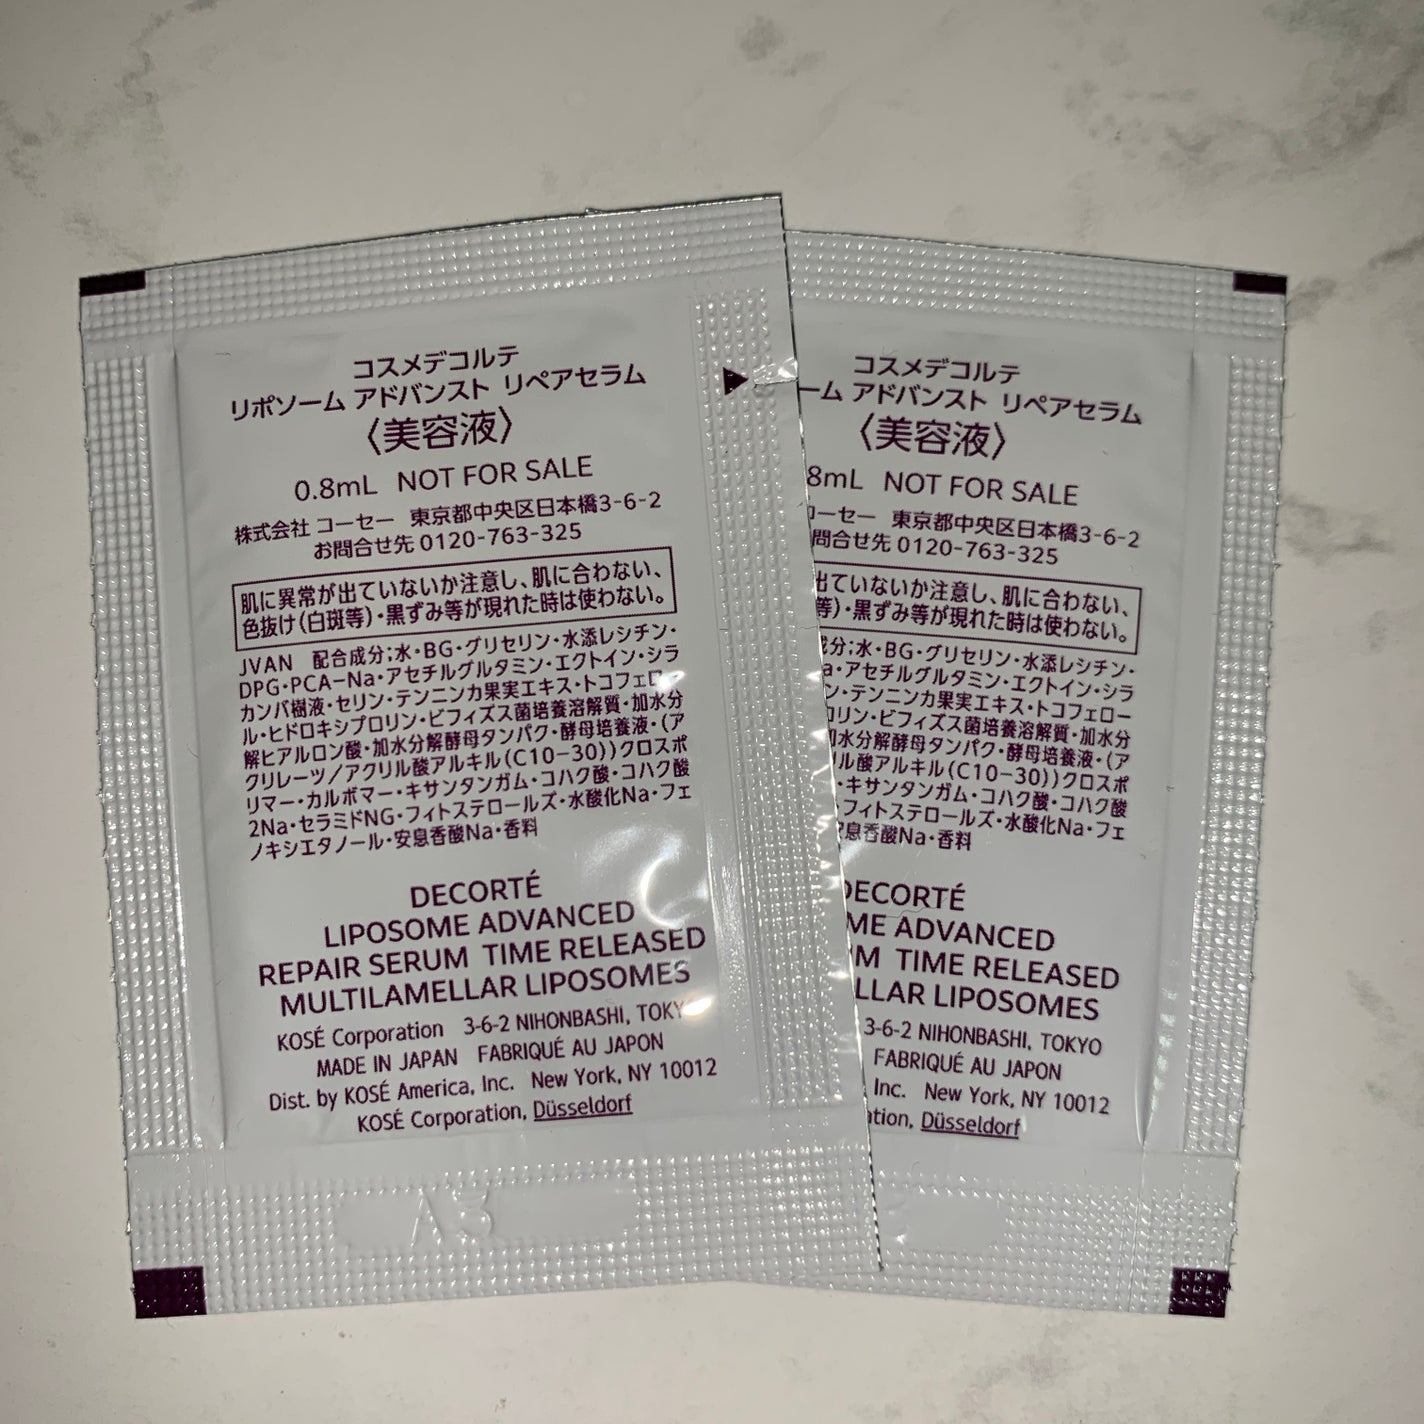 コスメデコルテ
リポソーム アドバンスト リペアセラム
〈美容液〉
0.8mL NOT FOR SALE
株式会社 コーセー 東京都中央区日本橋3-6-2
お問合せ先 0120-763-325
肌に異常が出ていないか注意し、肌に合わない、
色抜け(白斑等)・黒ずみ等が現れた時は使わない。
JVAN 配合成分;水・BG・グリセリン・水添レシチン・
DPG・PCA-Na・アセチルグルタミン・エクトイン・シラ
カンバ樹液・セリン・テンニンカ果実エキス・トコフェロー
ル・ヒドロキシプロリン・ビフィズス菌培養溶解質・加水分
解ヒアルロン酸・加水分解酵母タンパク・酵母培養液・(ア
クリレーツ/アクリル酸アルキル(C10-30))クロスポ
リマー・カルボマー・キサンタンガム・コハク酸・コハク酸
2Na・セラミドNG・フィトステロールズ・水酸化Na・フェ
ノキシエタノール・安息香酸Na・香料
DECORTÉ
LIPOSOME ADVANCED
REPAIR SERUM TIME RELEASED
MULTILAMELLAR LIPOSOMES
KOSÉ Corporation 3-6-2 NIHONBASHI, TOKYO
MADE IN JAPAN FABRIQUÉ AU JAPON
Dist. by KOSÉ America, Inc. New York, NY 10012
KOSÉ Corporation, Düsseldorf
A3
コスメデコルテ
ーム アドバンスト リペアセラム
〈美容液〉
8mL NOT FOR SALE
コーセー 東京都中央区日本橋3-6-2
問合せ先 0120-763-325
出ていないか注意し、肌に合わない、
等)・黒ずみ等が現れた時は使わない。
成分;水・BG・グリセリン・水添レシチン・
a・アセチルグルタミン・エクトイン・シラ
ン・テンニンカ果実エキス・トコフェロー
ロリン・ビフィズス菌培養溶解質・加水分
加水分解酵母タンパク・酵母培養液・(ア
リル酸アルキル(C10-30))クロスポ
・キサンタンガム・コハク酸・コハク酸
フィトステロールズ・水酸化Na・フェ
安息香酸Na・香料
DECORTÉ
ME ADVANCED
M TIME RELEASED
LLAR LIPOSOMES
3-6-2 NIHONBASHI, TOKYO
FABRIQUÉ AU JAPON
Inc. New York, NY 10012
ation, Düsseldorf